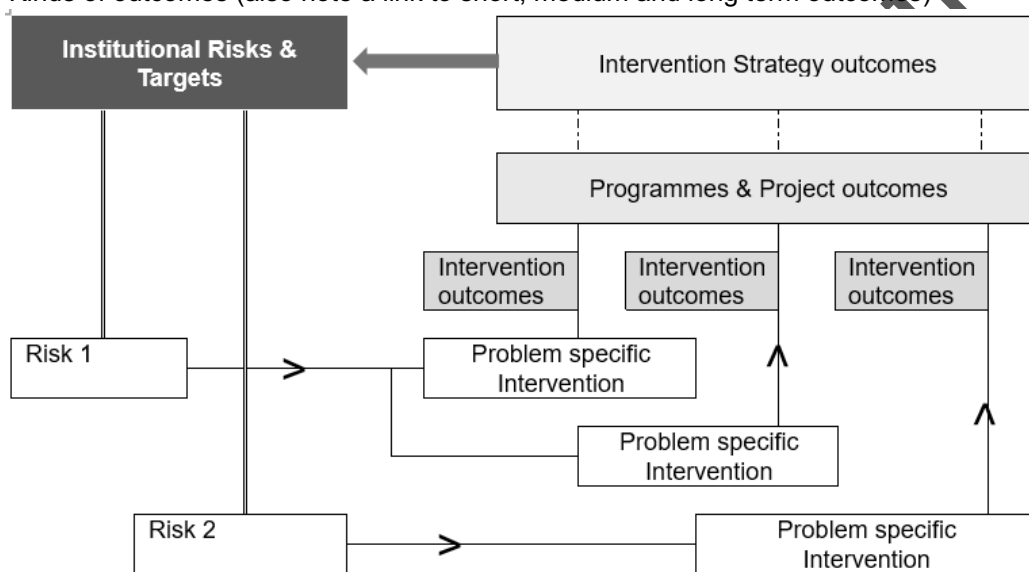 Kinds of outcomes (also note a link to short, medium and long term outcomes)
Institutional Risks &
Targets
Intervention Strategy outcomes
Programmes & Project outcomes
Intervention
outcomes
Intervention
outcomes
Intervention
outcomes
Risk 1
Problem specific
Intervention
Problem specific
Intervention
Risk 2
Problem specific
Intervention